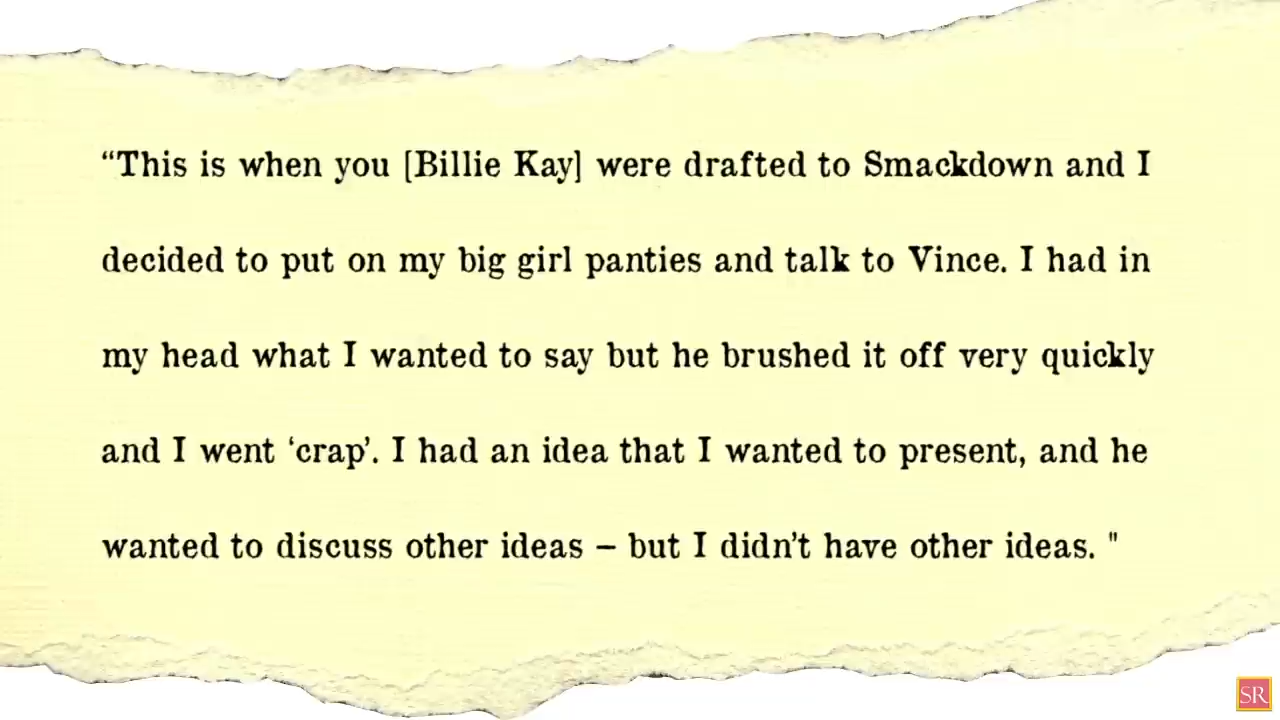 “This is when you [Billie Kay] were drafted to Smackdown and I
decided to put on my big girl panties and talk to Vince. I had in
my head what I wanted to say but he brushed it off very quickly
and I went ‘crap’. I had an idea that I wanted to present, and he
wanted to discuss other ideas – but I didn’t have other ideas. "
SR